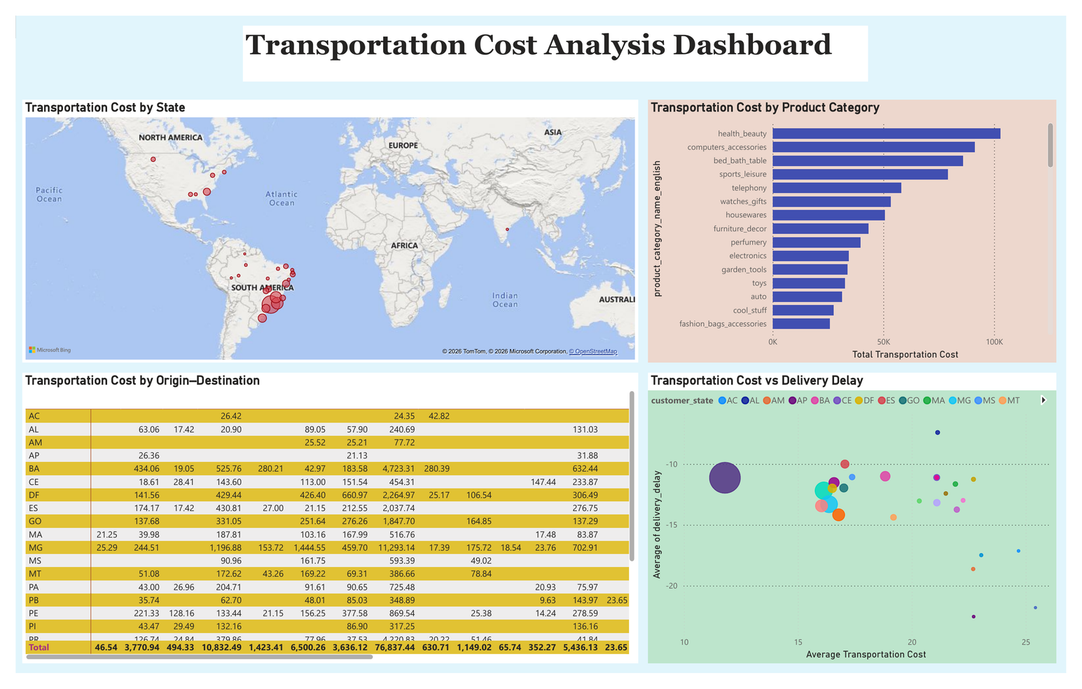 Transportation Cost Analysis Dashboard
Transportation Cost by State
NORTH AMERICA
EUROPE
ASIA
Pacific
Ocean
Atlantic
Ocean
AFRICA
SOUTH AMERICA
Indian
Ocean
AUSTRALI
Microsoft Bing
© 2026 TomTom, © 2026 Microsoft Corporation, © OpenStreetMap
Transportation Cost by Product Category
product_category_name_english
health_beauty
computers_accessories
bed_bath_table
sports_leisure
telephony
watches_gifts
housewares
furniture_decor
perfumery
electronics
garden_tools
toys
auto
cool_stuff
fashion_bags_accessories
0K 50K 100K
Total Transportation Cost
Transportation Cost by Origin–Destination
AC 26.42 24.35 42.82
AL 63.06 17.42 20.90 89.05 57.90 240.69 131.03
AM 25.52 25.21 77.72
AP 26.36 21.13 31.88
BA 434.06 19.05 525.76 280.21 42.97 183.58 4,723.31 280.39 632.44
CE 18.61 28.41 143.60 113.00 151.54 454.31 147.44 233.87
DF 141.56 429.44 426.40 660.97 2,264.97 25.17 106.54 306.49
ES 174.17 17.42 430.81 27.00 21.15 212.55 2,037.74 276.75
GO 137.68 331.05 251.64 276.26 1,847.70 164.85 137.29
MA 21.25 39.98 187.81 103.16 167.99 516.76 17.48 83.87
MG 25.29 244.51 1,196.88 153.72 1,444.55 459.70 11,293.14 17.39 175.72 18.54 23.76 702.91
MS 90.96 161.75 593.39 49.02
MT 51.08 172.62 43.26 169.22 69.31 386.66 78.84
PA 43.00 26.96 204.71 91.61 90.65 725.48 20.93 75.97
PB 35.74 62.70 48.01 85.03 348.89 9.63 143.97 23.65
PE 221.33 128.16 133.44 21.15 156.25 377.58 869.54 25.38 14.24 278.59
PI 43.47 29.49 132.16 86.90 317.25 136.16
PR 126.74 24.84 379.86 77.96 37.53 4,220.83 20.22 51.46 41.84
Total 46.54 3,770.94 494.33 10,832.49 1,423.41 6,500.26 3,636.12 76,837.44 630.71 1,149.02 65.74 352.27 5,436.13 23.65
Transportation Cost vs Delivery Delay
customer_state AC AL AM AP BA CE DF ES GO MA MG MS MT
Average of delivery_delay
-10
-15
-20
10 15 20 25
Average Transportation Cost